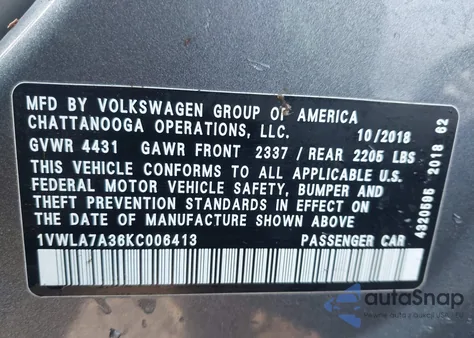 MFD BY VOLKSWAGEN GROUP OF AMERICA
CHATTANOOGA OPERATIONS, LLC. 10/2018
GVWR 4431 GAWR FRONT 2337 / REAR 2205 LBS
THIS VEHICLE CONFORMS TO ALL APPLICABLE U.S.
FEDERAL MOTOR VEHICLE SAFETY, BUMPER AND
THEFT PREVENTION STANDARDS IN EFFECT ON
THE DATE OF MANUFACTURE SHOWN ABOVE.
1VWLA7A36KC006413 PASSENGER CAR
4320695 2018 62
autoSnap